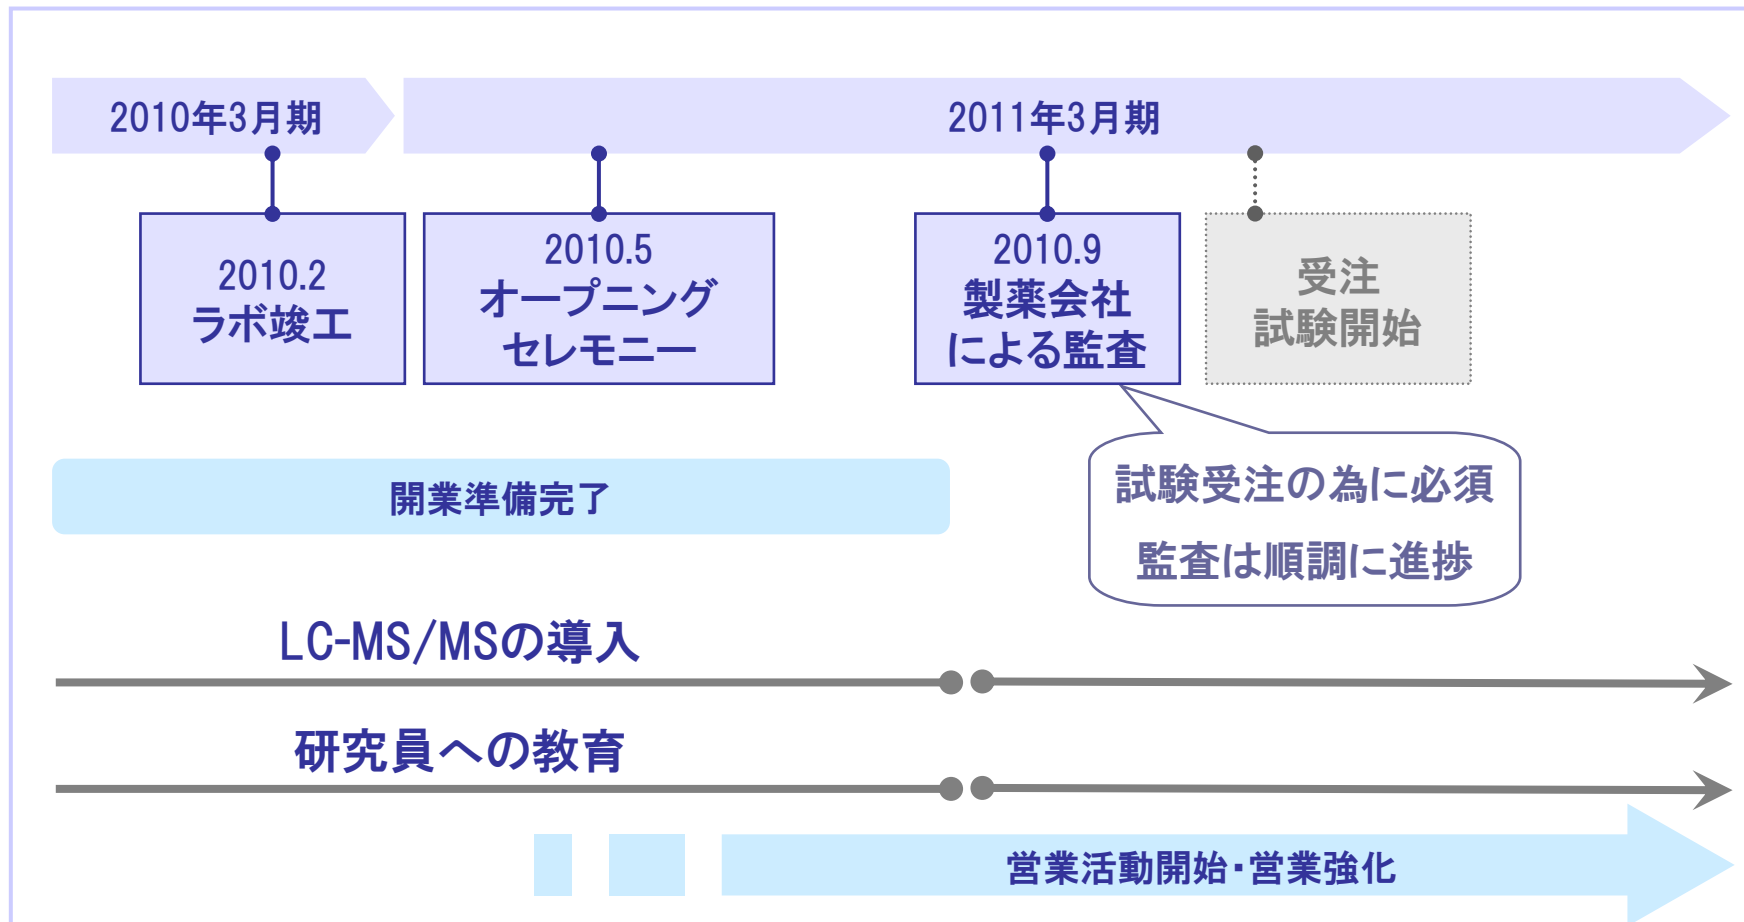 2010年3月期
2011年3月期
2010.2
ラボ竣工
2010.5
オープニング
セレモニー
2010.9
製薬会社
による監査
受注
試験開始
試験受注の為に必須
監査は順調に進捗
開業準備完了
LC-MS/MSの導入
研究員への教育
営業活動開始・営業強化